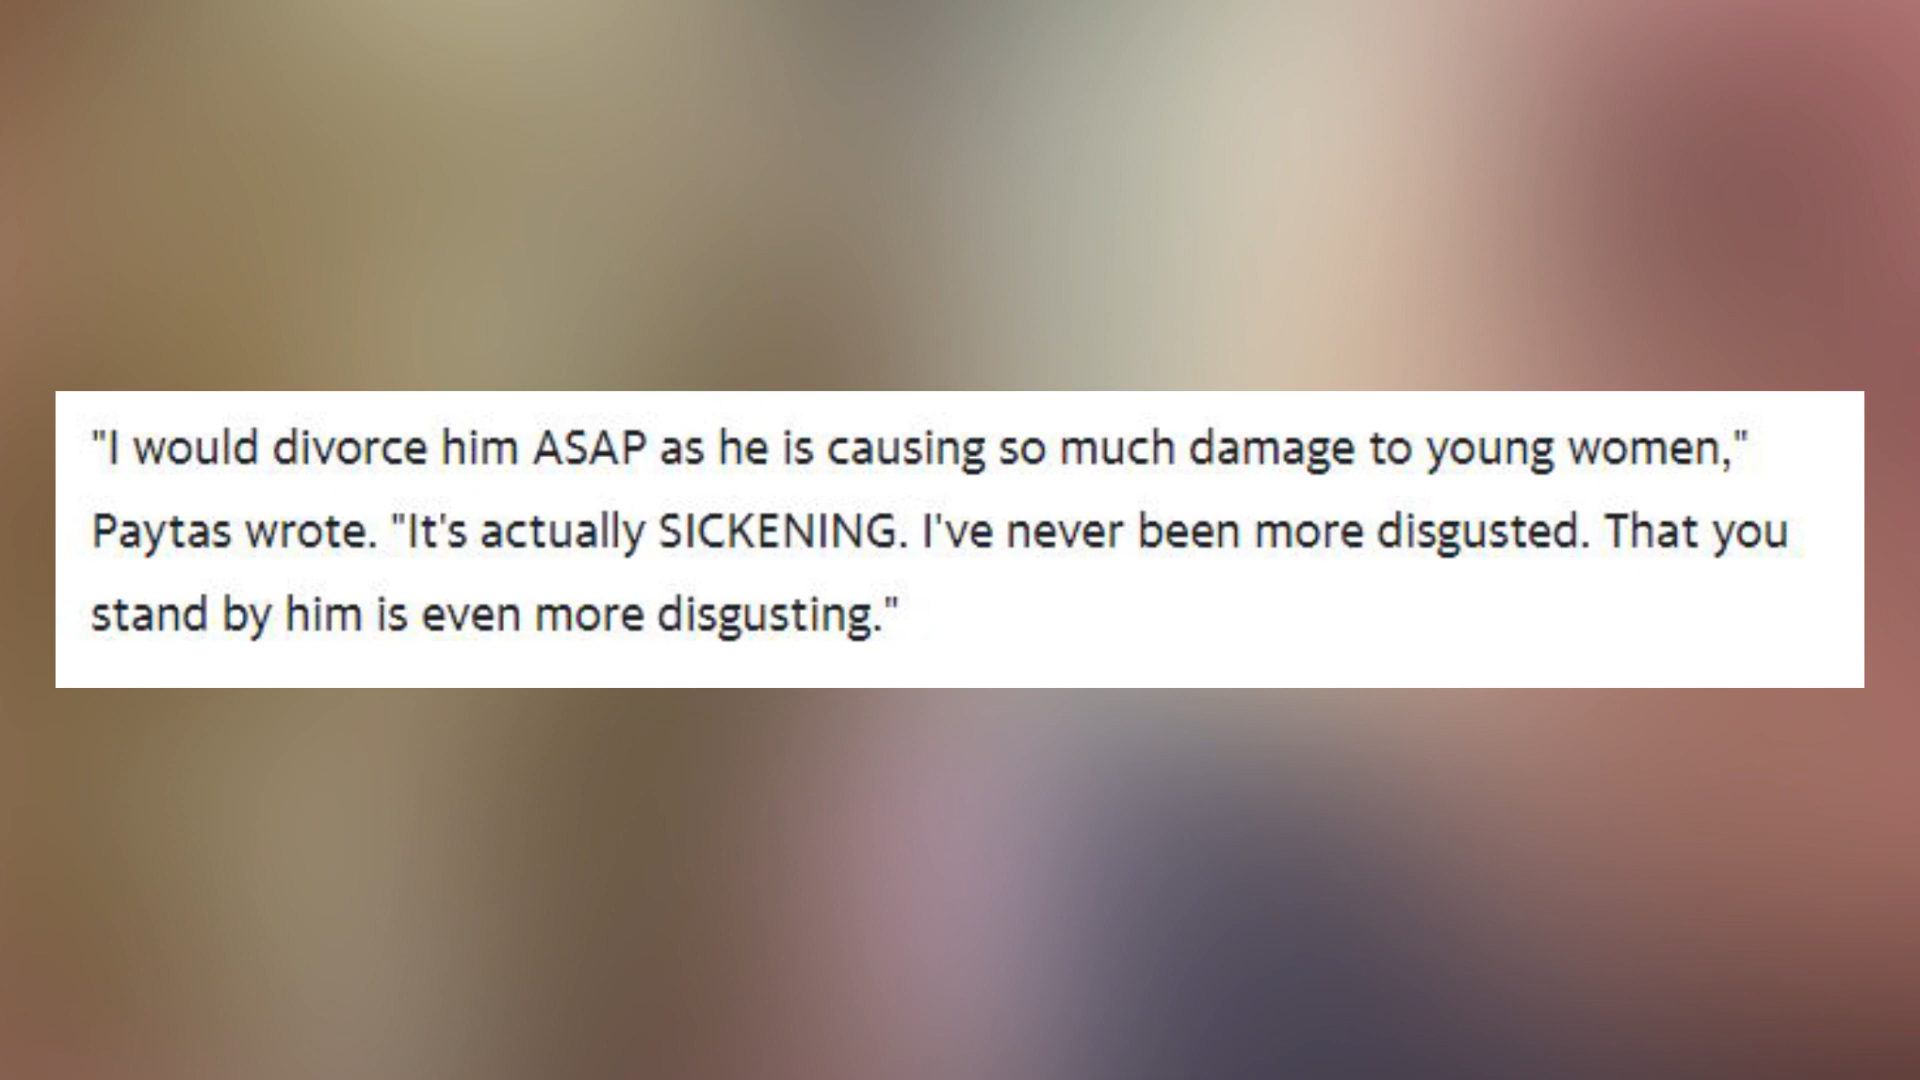 "I would divorce him ASAP as he is causing so much damage to young women,"
Paytas wrote. "It's actually SICKENING. I've never been more disgusted. That you
stand by him is even more disgusting."